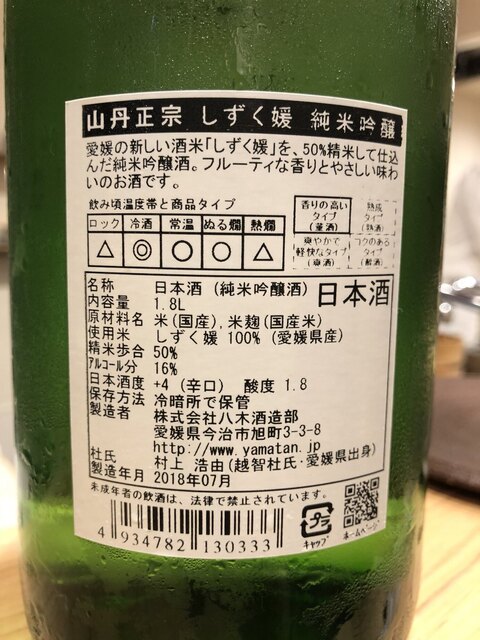 山丹正宗 しずく媛 純米吟醸
愛媛の新しい酒米「しずく媛」を、50%精米して仕込
んだ純米吟醸酒。フルーティな香りとやさしい味わ
いのお酒です。
飲み頃温度帯と商品タイプ
ロック 冷酒 常温 ぬる燗 熱燗
△ ◎ ○ ○ △
香りの高い
タイプ
(薫酒)
熟成
タイプ
(熟酒)
爽やかで
軽快なタイプ
(爽酒)
コクのある
タイプ
(醇酒)
名称 日本酒 (純米吟醸酒) 日本酒
内容量 1.8L
原材料名 米(国産), 米麹(国産米)
使用米 しずく媛 100% (愛媛県産)
精米歩合 50%
アルコール分 16%
日本酒度 +4 (辛口) 酸度 1.8
保存方法 冷暗所で保管
製造者 株式会社八木酒造部
愛媛県今治市旭町3-3-8
http://www.yamatan.jp
杜氏 村上 浩由(越智杜氏・愛媛県出身)
製造年月 2018年07月
未成年者の飲酒は、法律で禁止されています。
4 934782 130333
プラ
キャップ
ホームページ